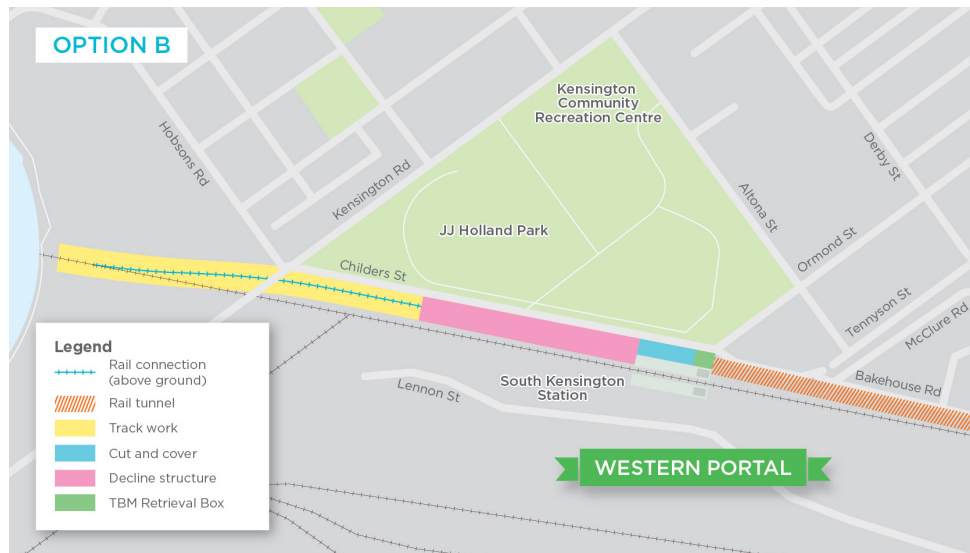 OPTION B
Kensington
Community
Recreation Centre
Hobsons Rd
Kensington Rd
Derby St
Altona St
JJ Holland Park
Ormond St
Childers St
Tennyson St
McClure Rd
Bakehouse Rd
Lennon St
South Kensington
Station
WESTERN PORTAL
Legend
Rail connection
(above ground)
Rail tunnel
Track work
Cut and cover
Decline structure
TBM Retrieval Box